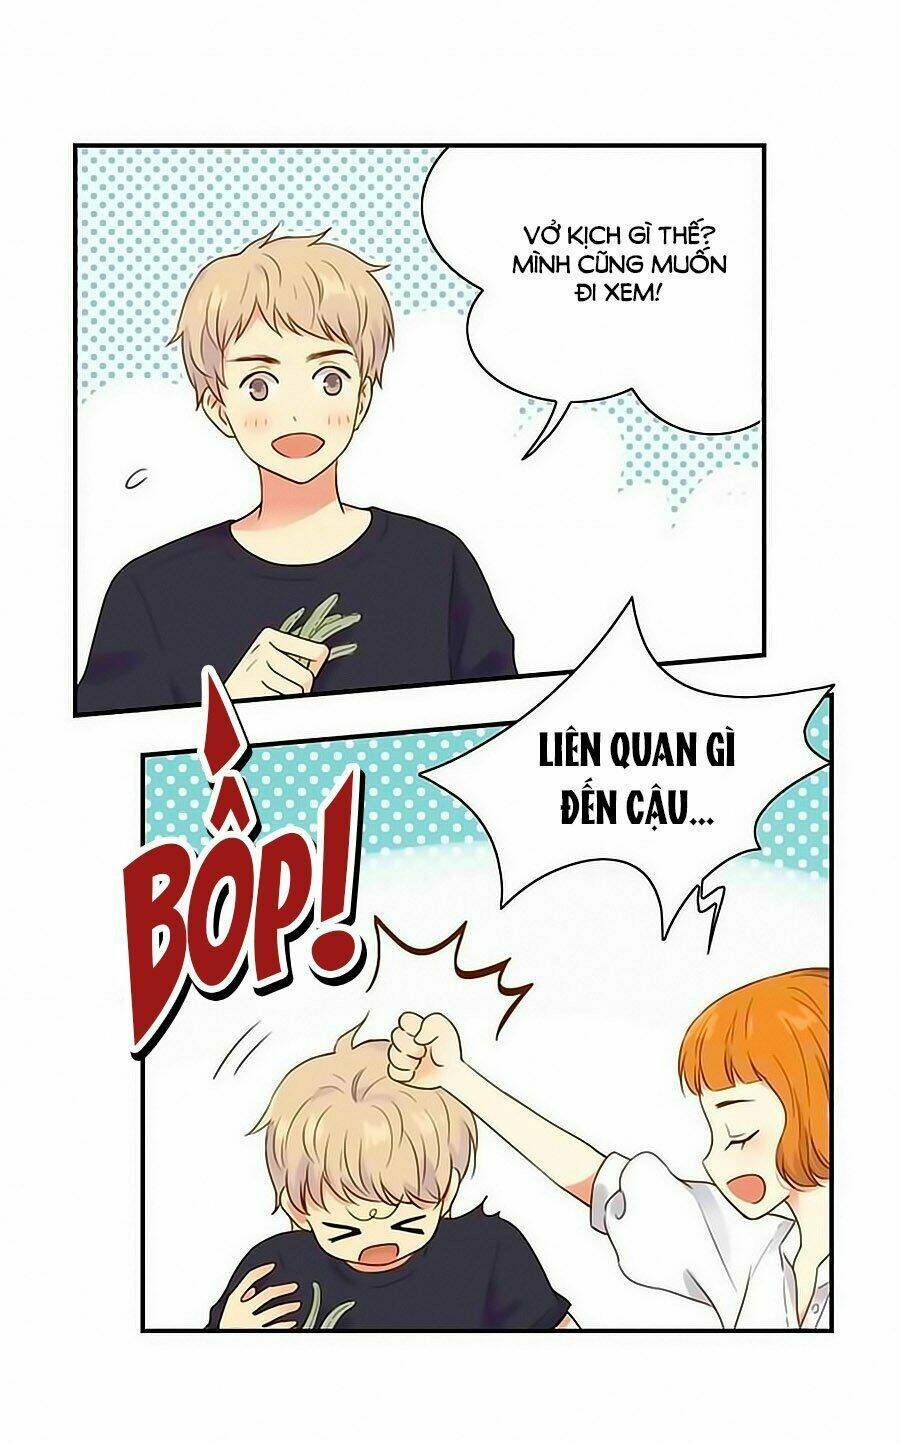 VỞ KỊCH GÌ THẾ?
MÌNH CŨNG MUỐN
ĐI XEM!
LIÊN QUAN GÌ
ĐẾN CẬU...
BỐP!